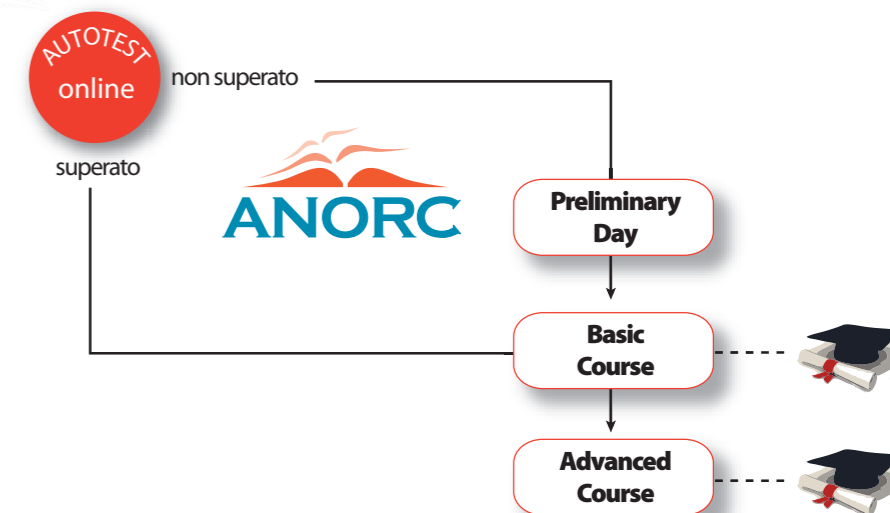 AUTOTEST
online
non superato
superato
ANORC
Preliminary
Day
Basic
Course
Advanced
Course